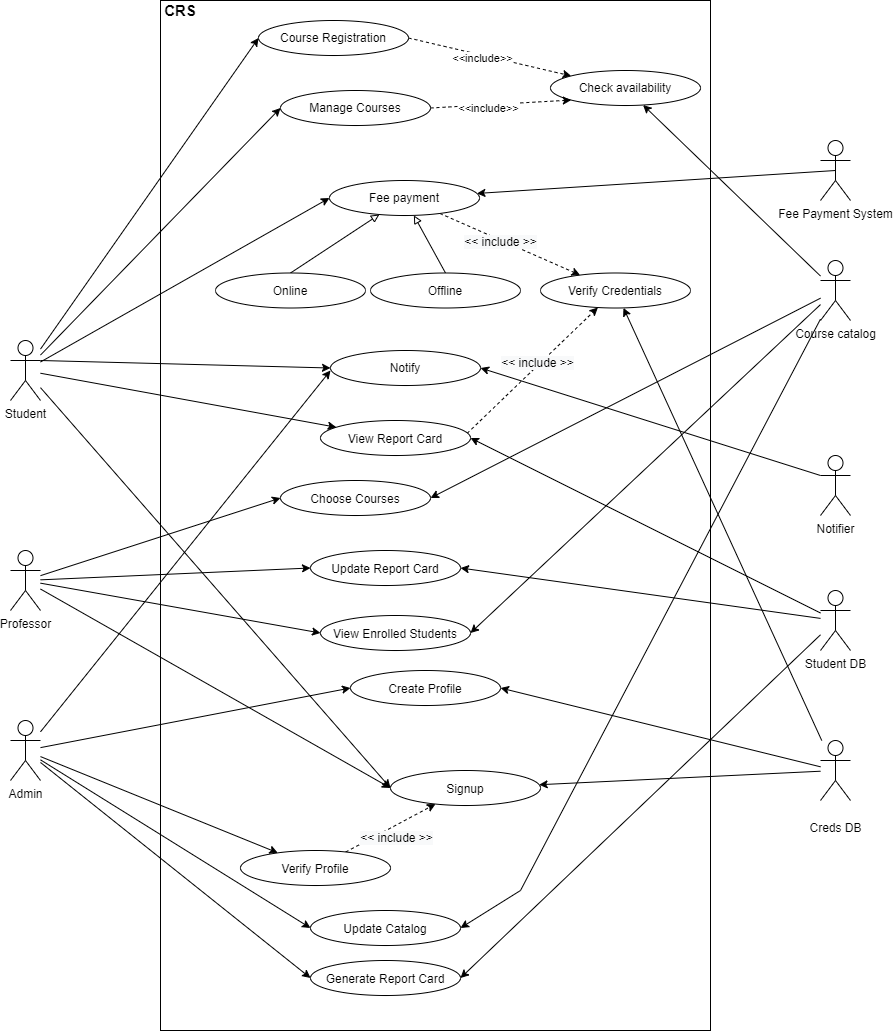 CRS
Course Registration
<<include>>
Check availability
Manage Courses
<<include>>
Fee payment
Fee Payment System
<< include >>
Online
Offline
Verify Credentials
Course catalog
<< include >>
Notify
Student
View Report Card
Choose Courses
Notifier
Update Report Card
Professor
View Enrolled Students
Student DB
Create Profile
Signup
Admin
Creds DB
<< include >>
Verify Profile
Update Catalog
Generate Report Card